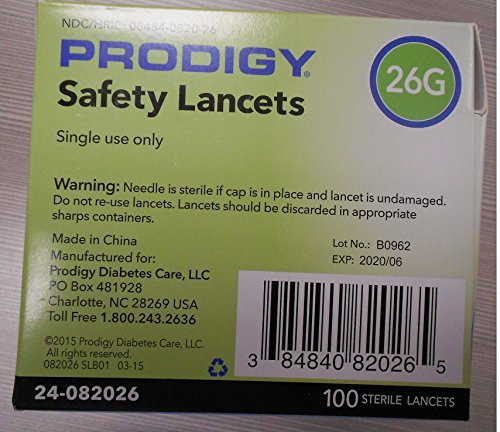 NDC/HRIC: 08484-0820-26
PRODIGY®
26G
Safety Lancets
Single use only
Warning: Needle is sterile if cap is in place and lancet is undamaged.
Do not re-use lancets. Lancets should be discarded in appropriate
sharps containers.
Made in China
Manufactured for:
Prodigy Diabetes Care, LLC
PO Box 481928
Charlotte, NC 28269 USA
Toll Free 1.800.243.2636
Lot No.: B0962
EXP: 2020/06
©2015 Prodigy Diabetes Care, LLC.
All rights reserved.
082026 SLB01 03-15
3 84840 82026 5
24-082026
100 STERILE LANCETS